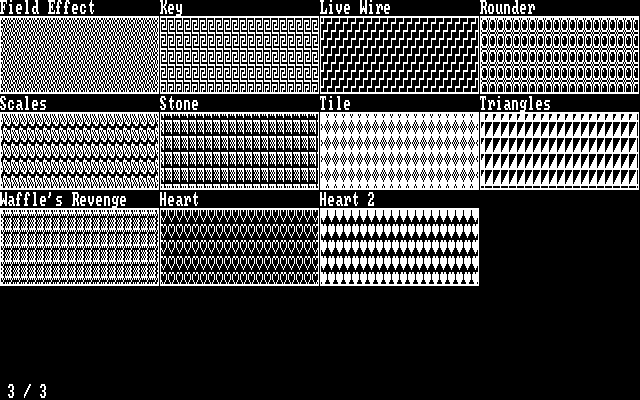 Field Effect Key Live Wire Rounder
Scales Stone Tile Triangles
Waffle's Revenge Heart Heart 2
3 / 3